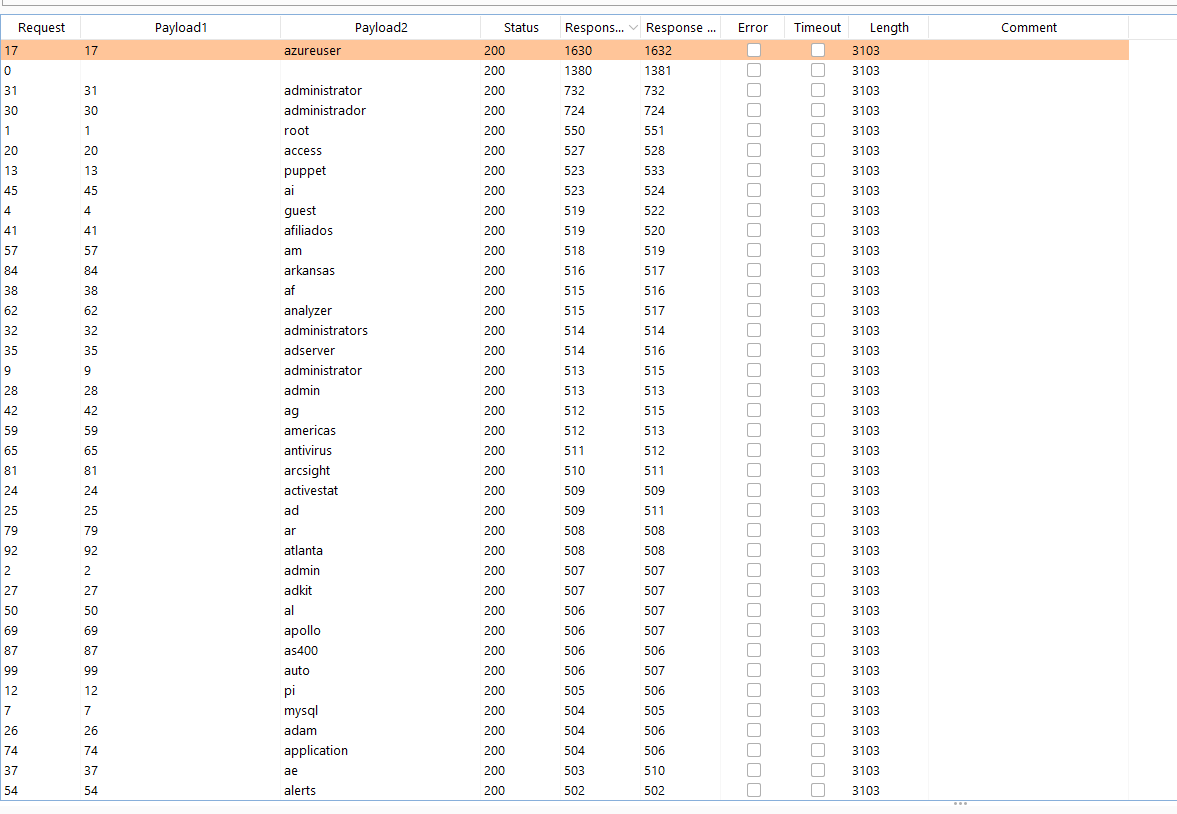 Request Payload1 Payload2 Status Respons... Response ... Error Timeout Length Comment
17 17 azureuser 200 1630 1632 3103
0 200 1380 1381 3103
31 31 administrator 200 732 732 3103
30 30 administrador 200 724 724 3103
1 1 root 200 550 551 3103
20 20 access 200 527 528 3103
13 13 puppet 200 523 533 3103
45 45 ai 200 523 524 3103
4 4 guest 200 519 522 3103
41 41 afiliados 200 519 520 3103
57 57 am 200 518 519 3103
84 84 arkansas 200 516 517 3103
38 38 af 200 515 516 3103
62 62 analyzer 200 515 517 3103
32 32 administrators 200 514 514 3103
35 35 adserver 200 514 516 3103
9 9 administrator 200 513 515 3103
28 28 admin 200 513 513 3103
42 42 ag 200 512 515 3103
59 59 americas 200 512 513 3103
65 65 antivirus 200 511 512 3103
81 81 arcsight 200 510 511 3103
24 24 activestat 200 509 509 3103
25 25 ad 200 509 511 3103
79 79 ar 200 508 508 3103
92 92 atlanta 200 508 508 3103
2 2 admin 200 507 507 3103
27 27 adkit 200 507 507 3103
50 50 al 200 506 507 3103
69 69 apollo 200 506 507 3103
87 87 as400 200 506 506 3103
99 99 auto 200 506 507 3103
12 12 pi 200 505 506 3103
7 7 mysql 200 504 505 3103
26 26 adam 200 504 506 3103
74 74 application 200 504 506 3103
37 37 ae 200 503 510 3103
54 54 alerts 200 502 502 3103